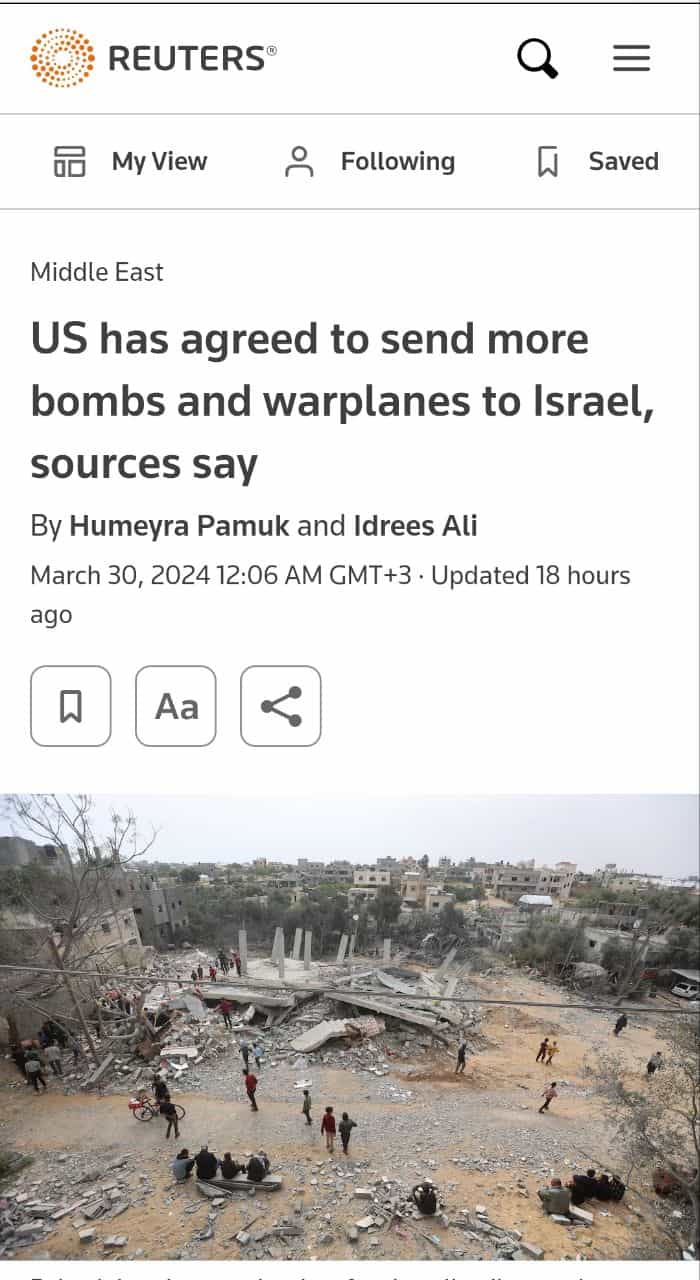 REUTERS®
My View
Following
Saved
Middle East
US has agreed to send more
bombs and warplanes to Israel,
sources say
By Humeyra Pamuk and Idrees Ali
March 30, 2024 12:06 AM GMT+3 · Updated 18 hours
ago
Aa